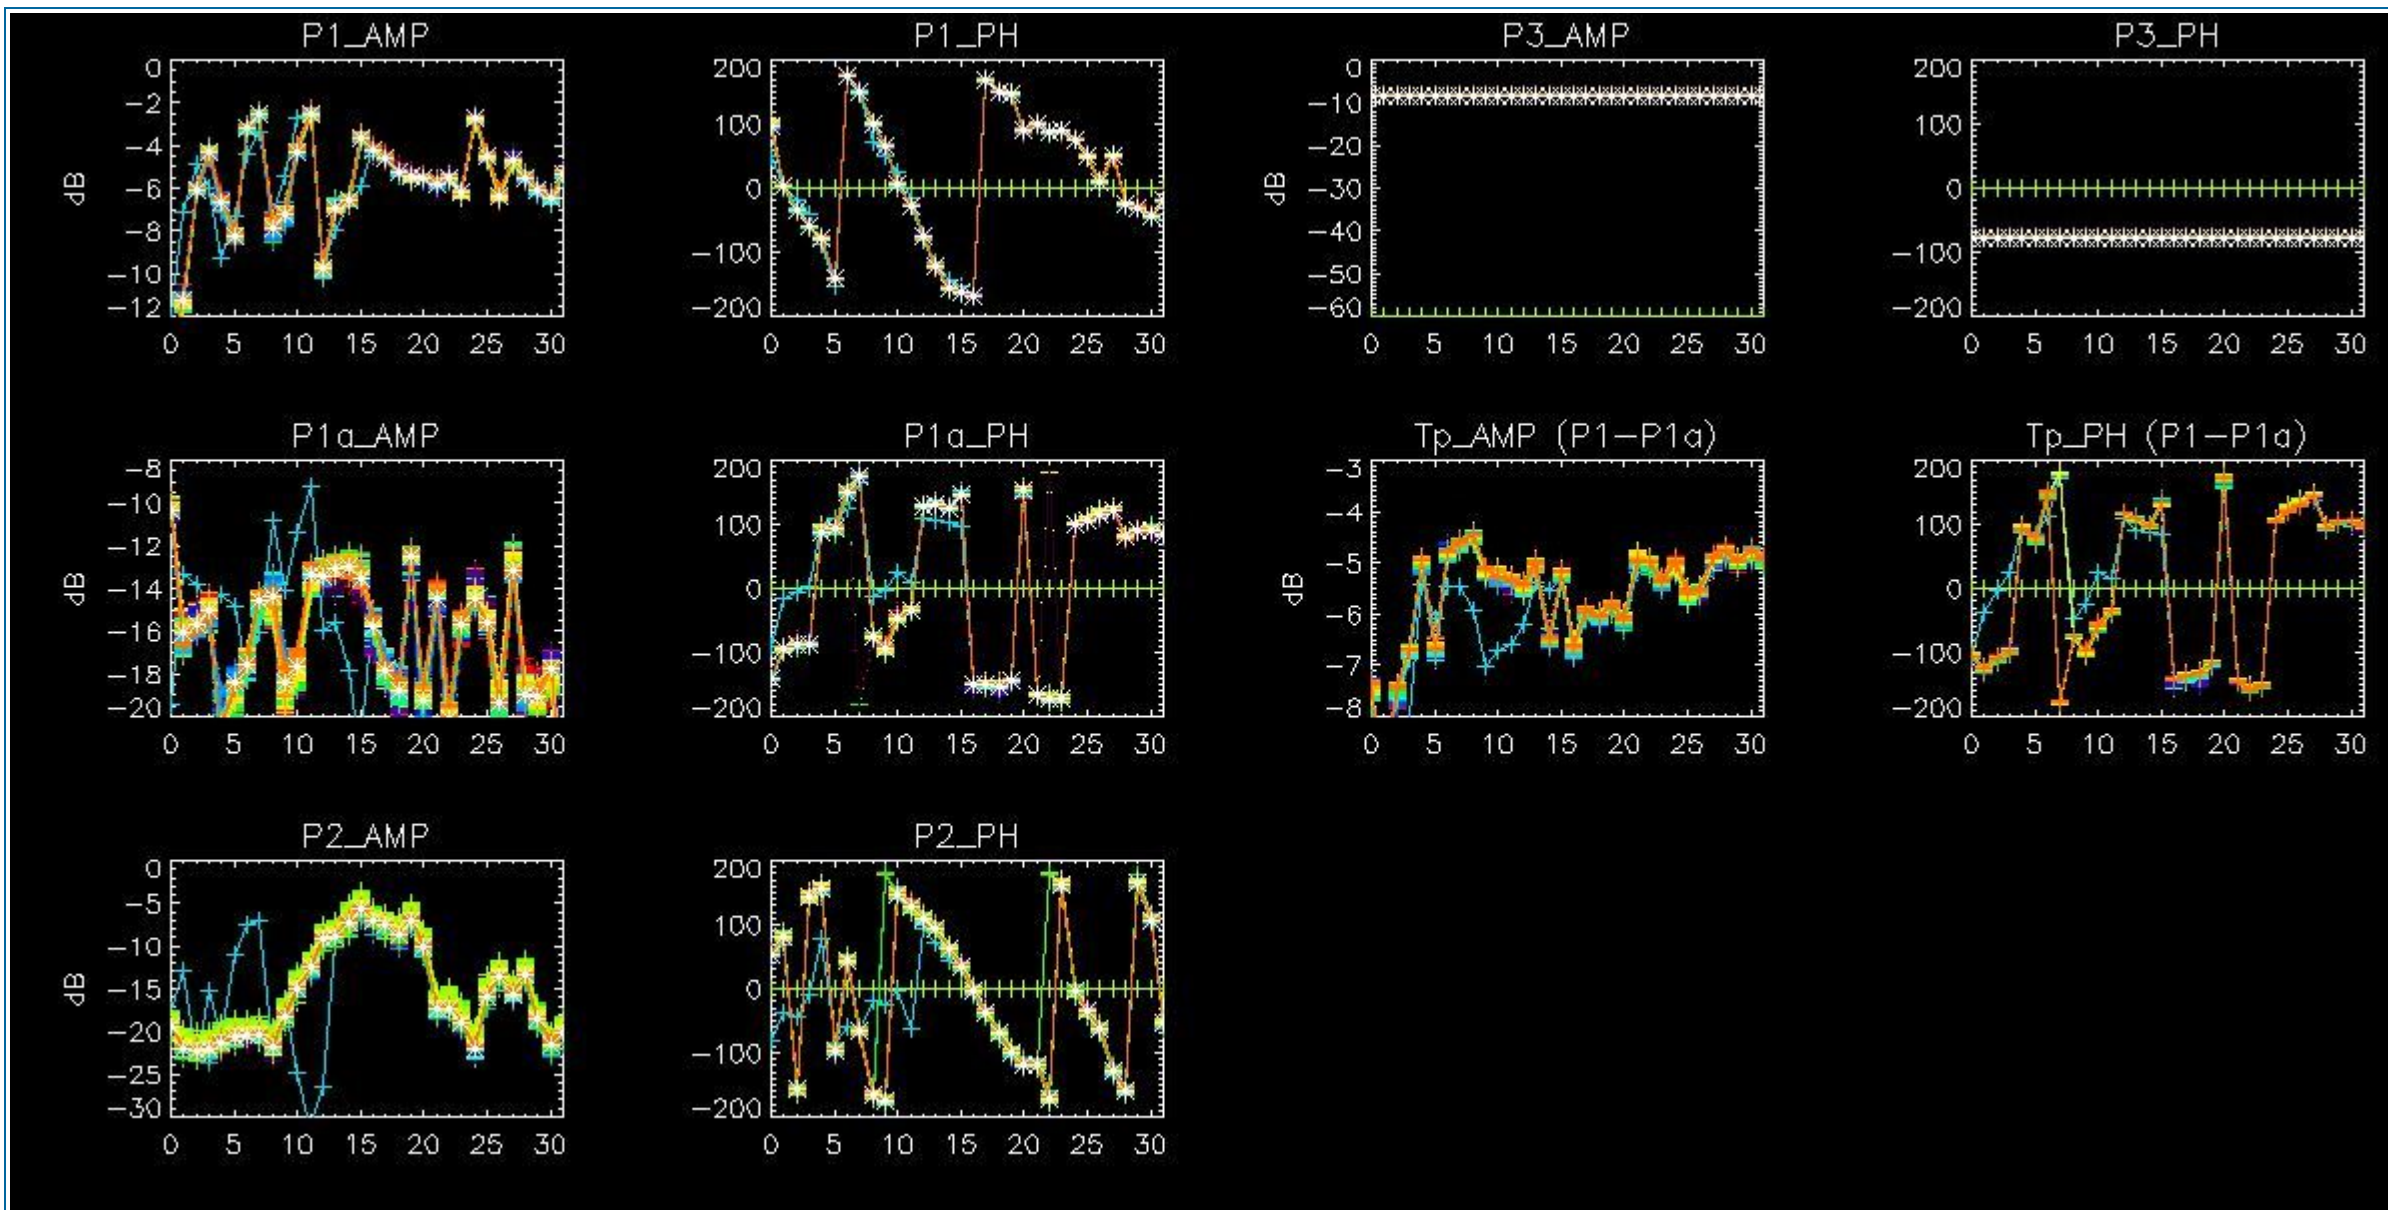 P1_AMP P1_PH P3_AMP P3_PH
0 200 0 200
-2
-4 100 -10 100
-6 0 -20 0
dB dB
-8 -100 -30 -100
-10 -40
-12 -200 -50 -200
-60
0 5 10 15 20 25 30 0 5 10 15 20 25 30 0 5 10 15 20 25 30 0 5 10 15 20 25 30
P1a_AMP P1a_PH Tp_AMP (P1-P1a) Tp_PH (P1-P1a)
-8 200 -3 200
-10 100 -4 100
-12
-14 0 -5 0
dB dB
-16 -100 -6 -100
-18 -7
-20 -200 -8 -200
0 5 10 15 20 25 30 0 5 10 15 20 25 30 0 5 10 15 20 25 30 0 5 10 15 20 25 30
P2_AMP P2_PH
0 200
-5 100
-10
-15 0
dB
-20 -100
-25
-30 -200
0 5 10 15 20 25 30 0 5 10 15 20 25 30